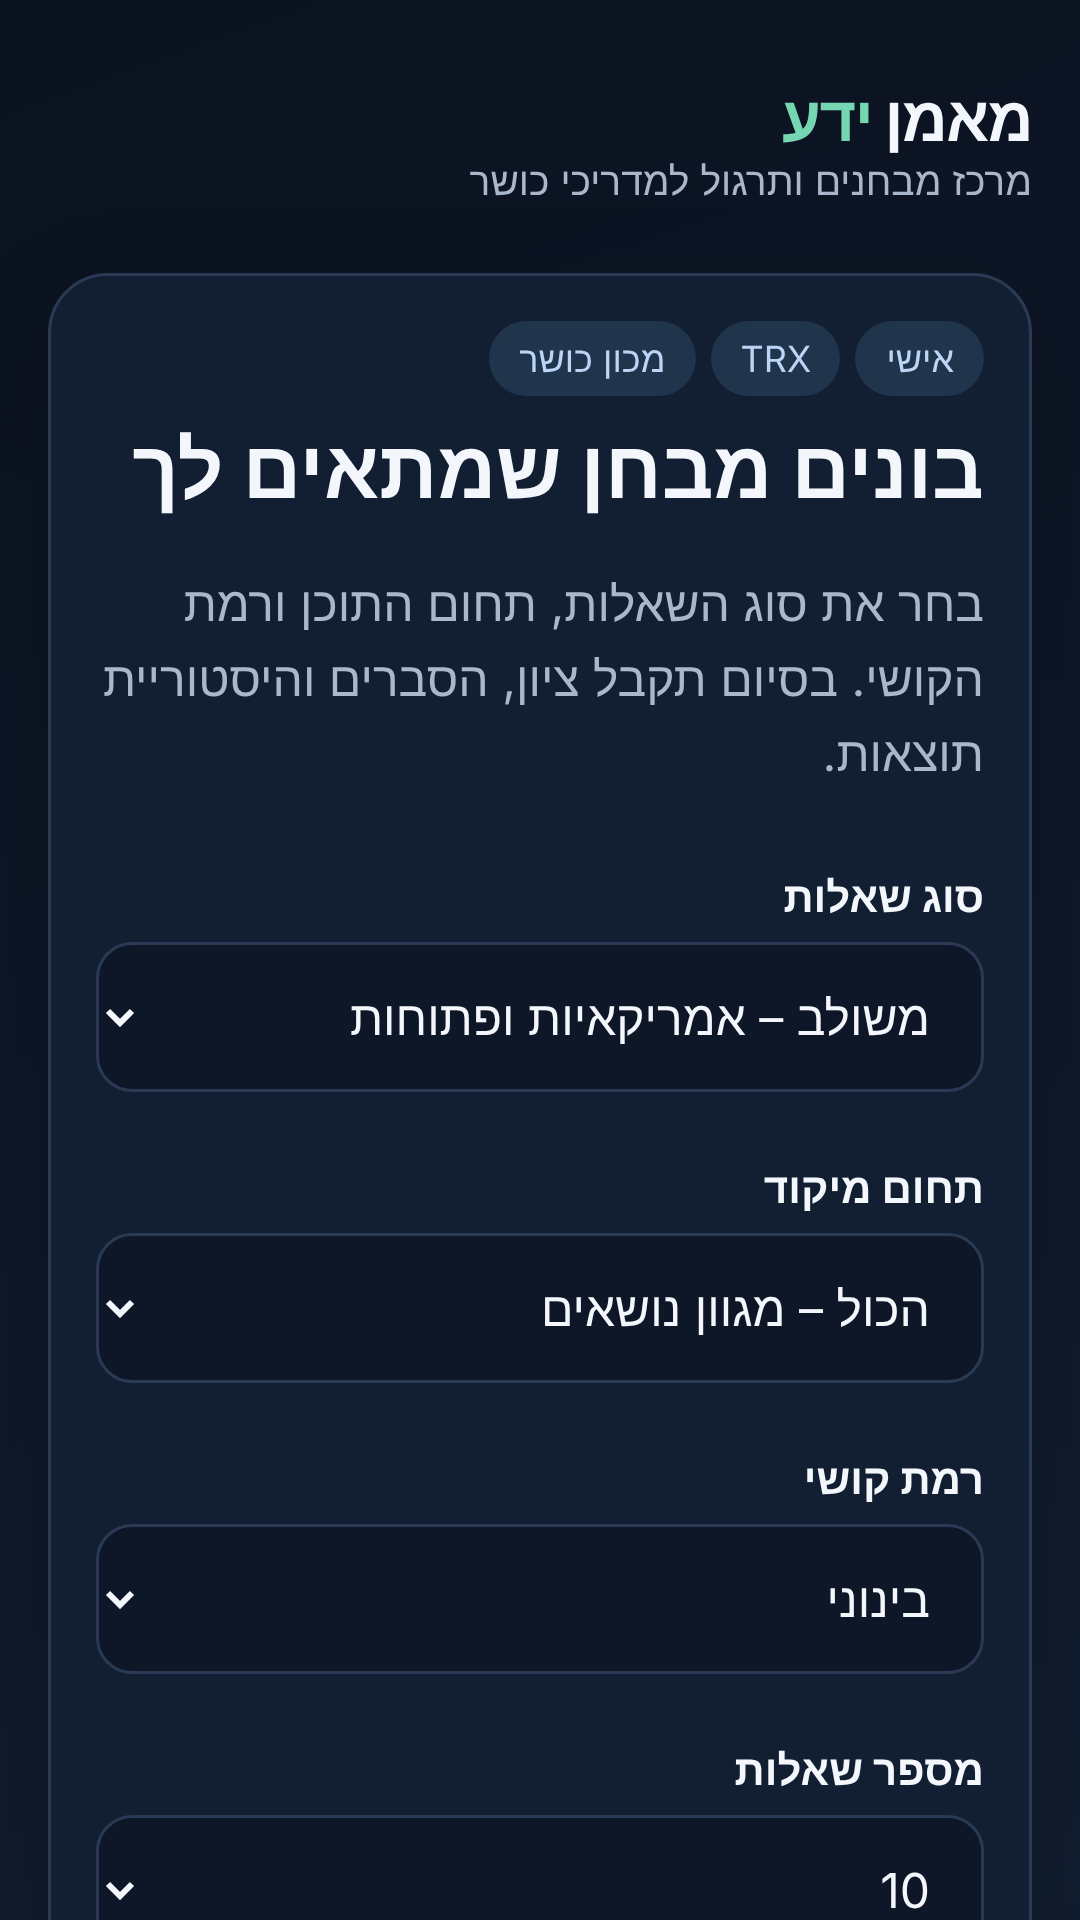 מאמן ידע
מרכז מבחנים ותרגול למדריכי כושר
אישי TRX מכון כושר
בונים מבחן שמתאים לך
בחר את סוג השאלות, תחום התוכן ורמת
הקושי. בסיום תקבל ציון, הסברים והיסטוריית
תוצאות.
סוג שאלות
משולב – אמריקאיות ופתוחות
תחום מיקוד
הכול – מגוון נושאים
רמת קושי
בינוני
מספר שאלות
10